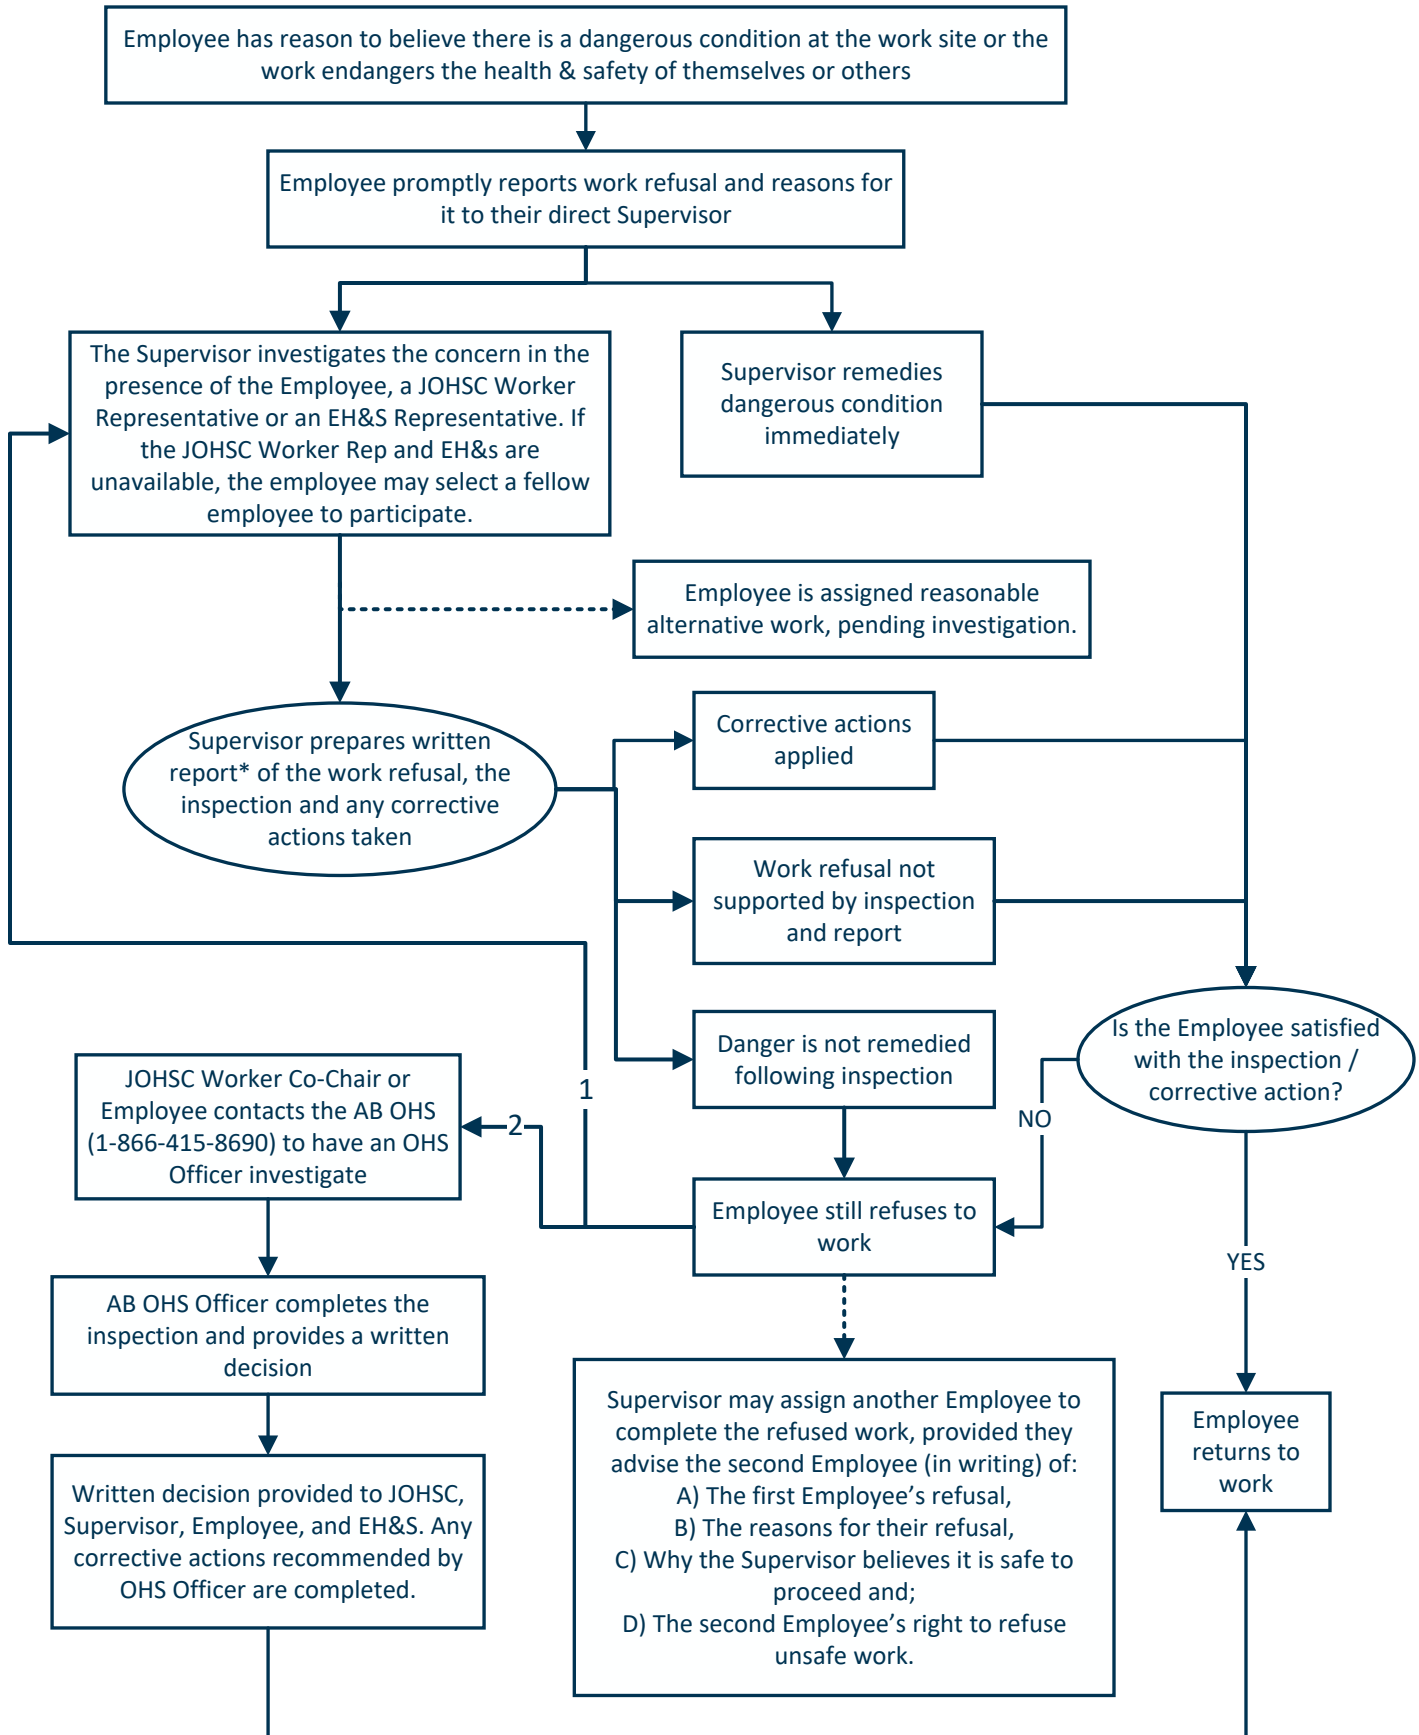 Employee has reason to believe there is a dangerous condition at the work site or the
work endangers the health & safety of themselves or others
Employee promptly reports work refusal and reasons for
it to their direct Supervisor
The Supervisor investigates the concern in the
presence of the Employee, a JOHSC Worker
Representative or an EH&S Representative. If
the JOHSC Worker Rep and EH&s are
unavailable, the employee may select a fellow
employee to participate.
Supervisor remedies
dangerous condition
immediately
Employee is assigned reasonable
alternative work, pending investigation.
Supervisor prepares written
report* of the work refusal, the
inspection and any corrective
actions taken
Corrective actions
applied
Work refusal not
supported by inspection
and report
Danger is not remedied
following inspection
Is the Employee satisfied
with the inspection /
corrective action?
NO
YES
1
2
JOHSC Worker Co-Chair or
Employee contacts the AB OHS
(1-866-415-8690) to have an OHS
Officer investigate
Employee still refuses to
work
AB OHS Officer completes the
inspection and provides a written
decision
Supervisor may assign another Employee to
complete the refused work, provided they
advise the second Employee (in writing) of:
A) The first Employee’s refusal,
B) The reasons for their refusal,
C) Why the Supervisor believes it is safe to
proceed and;
D) The second Employee’s right to refuse
unsafe work.
Employee
returns to
work
Written decision provided to JOHSC,
Supervisor, Employee, and EH&S. Any
corrective actions recommended by
OHS Officer are completed.